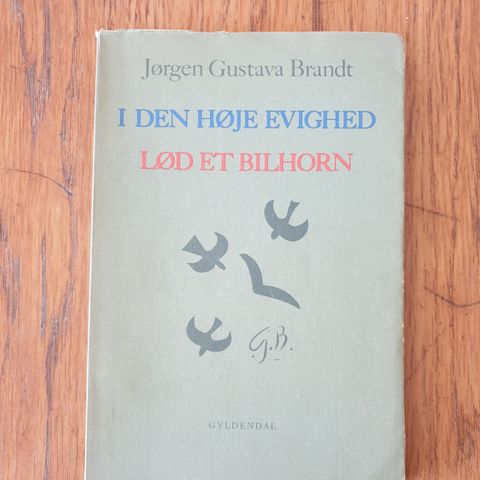 Jørgen Gustava Brandt
I DEN HØJE EVIGHED
LØD ET BILHORN
G.B.
GYLDENDAL